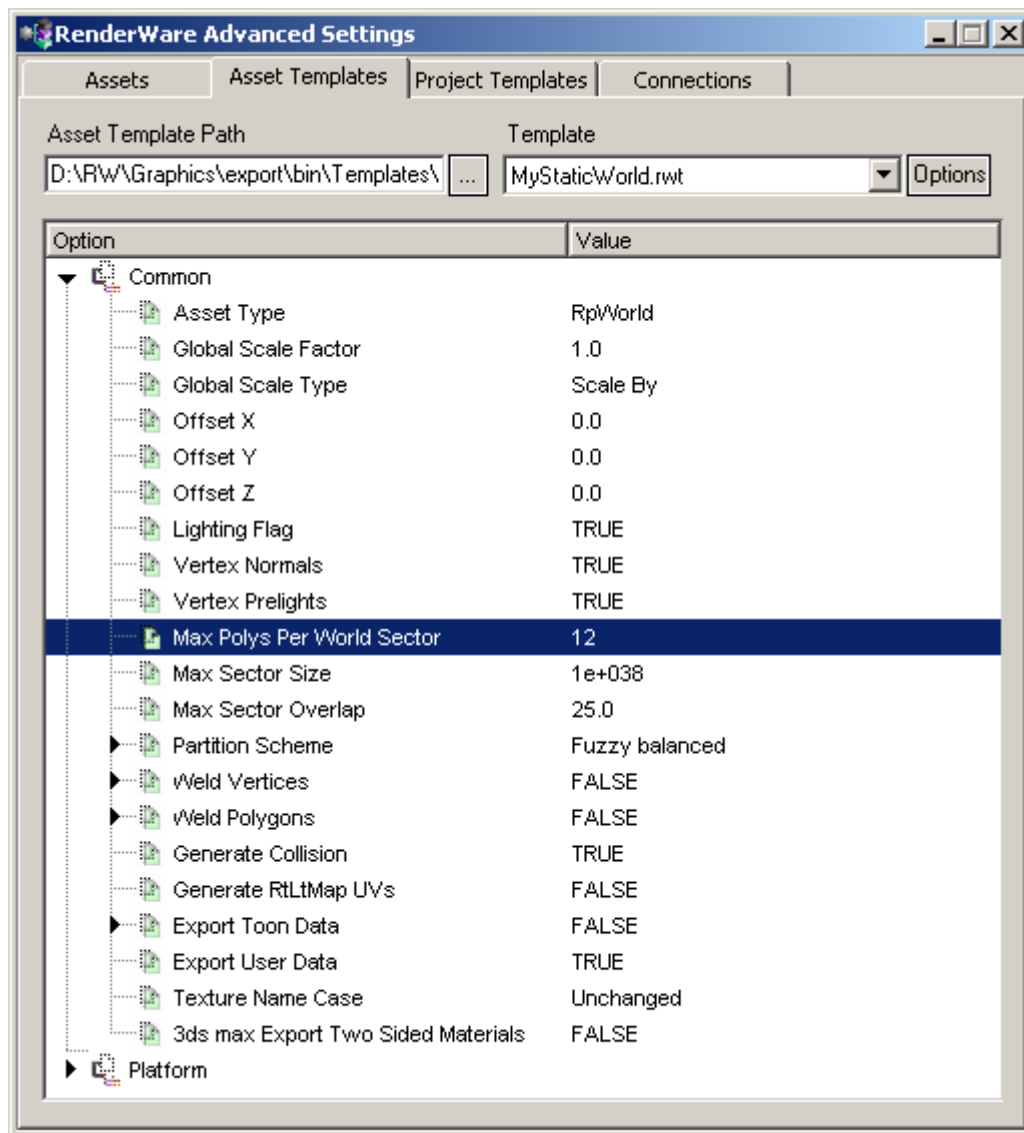 RenderWare Advanced Settings
Assets Asset Templates Project Templates Connections
Asset Template Path Template
D:\RW\Graphics\export\bin\Templates\ ... MyStaticWorld.rwt Options
Option Value
Common
Asset Type RpWorld
Global Scale Factor 1.0
Global Scale Type Scale By
Offset X 0.0
Offset Y 0.0
Offset Z 0.0
Lighting Flag TRUE
Vertex Normals TRUE
Vertex Prelights TRUE
Max Polys Per World Sector 12
Max Sector Size 1e+038
Max Sector Overlap 25.0
Partition Scheme Fuzzy balanced
Weld Vertices FALSE
Weld Polygons FALSE
Generate Collision TRUE
Generate RtLtMap UVs FALSE
Export Toon Data FALSE
Export User Data TRUE
Texture Name Case Unchanged
3ds max Export Two Sided Materials FALSE
Platform